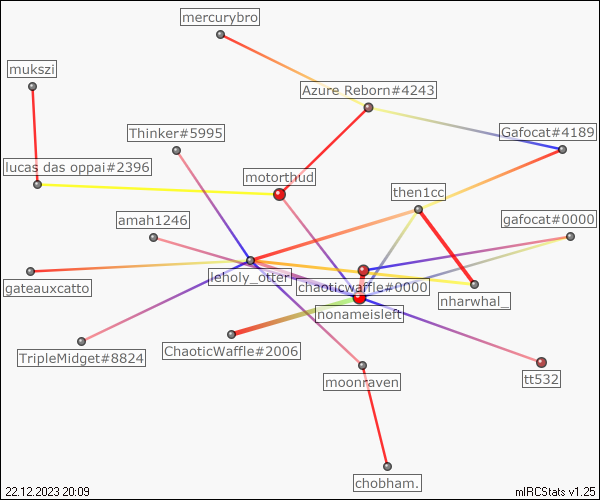 mercurybro
mukszi
Azure Reborn#4243
Thinker#5995
Gafocat#4189
lucas das oppai#2396
motorthud
then1cc
amah1246
gafocat#0000
leholy_otter
gateauxcatto
chaoticwaffle#0000
nharwhal_
nonameisleft
ChaoticWaffle#2006
TripleMidget#8824
moonraven
tt532
chobham.
22.12.2023 20:09
mIRCStats v1.25